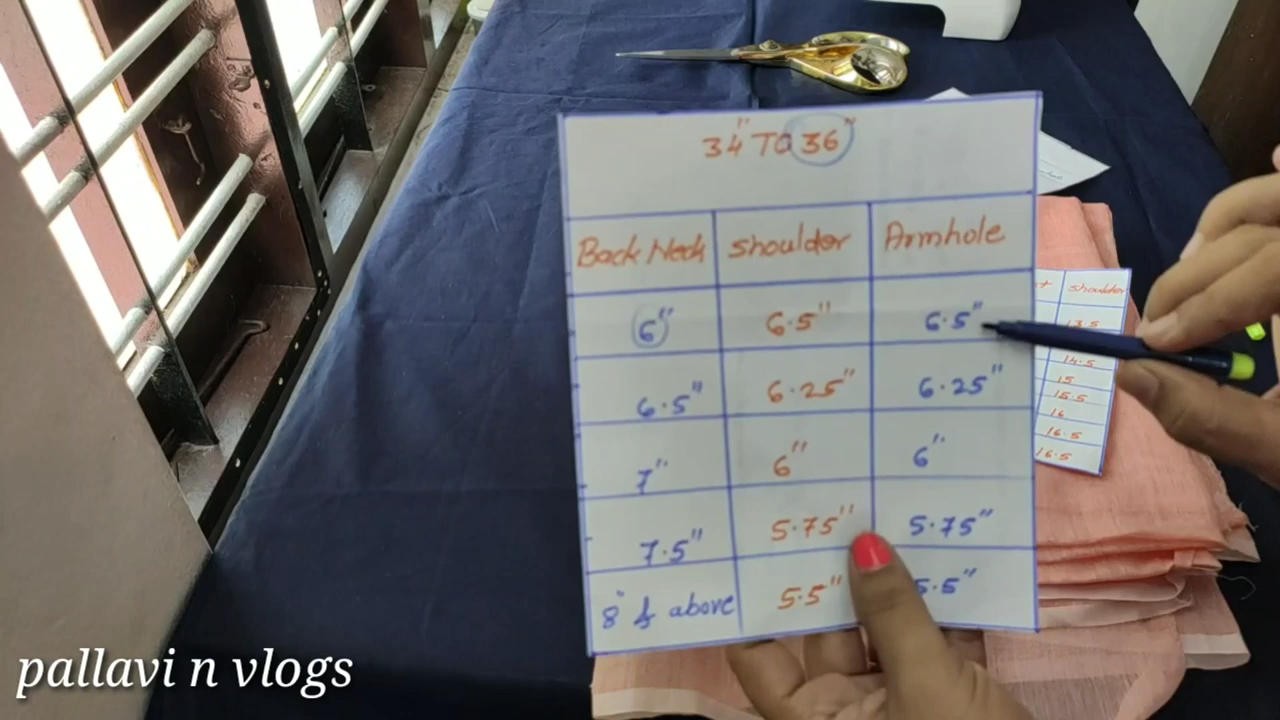 34" TO 36"
Back Neck shoulder Armhole
6" 6.5" 6.5"
6.5" 6.25" 6.25"
7" 6" 6"
7.5" 5.75" 5.75"
8" & above 5.5" 5.5"
shoulder
13.5
14.5
15
15.5
16
16.5
16.5
pallavi n vlogs